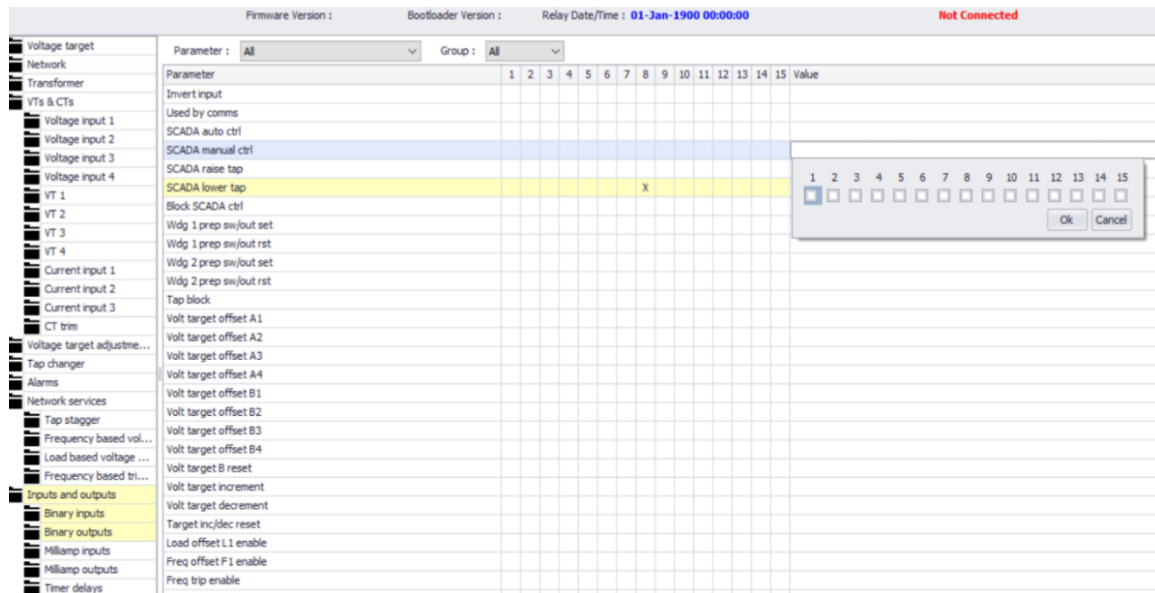 Firmware Version : Bootloader Version : Relay Date/Time : 01-Jan-1900 00:00:00 Not Connected
Voltage target
Network
Transformer
VTs & CTs
Voltage input 1
Voltage input 2
Voltage input 3
Voltage input 4
VT 1
VT 2
VT 3
VT 4
Current input 1
Current input 2
Current input 3
CT trim
Voltage target adjustme...
Tap changer
Alarms
Network services
Tap stagger
Frequency based vol...
Load based voltage ...
Frequency based tri...
Inputs and outputs
Binary inputs
Binary outputs
Milliamp inputs
Milliamp outputs
Timer delays
Parameter : All Group : All
Parameter 1 2 3 4 5 6 7 8 9 10 11 12 13 14 15 Value
Invert input
Used by comms
SCADA auto ctrl
SCADA manual ctrl
SCADA raise tap
SCADA lower tap X
Block SCADA ctrl
Wdg 1 prep sw/out set
Wdg 1 prep sw/out rst
Wdg 2 prep sw/out set
Wdg 2 prep sw/out rst
Tap block
Volt target offset A1
Volt target offset A2
Volt target offset A3
Volt target offset A4
Volt target offset B1
Volt target offset B2
Volt target offset B3
Volt target offset B4
Volt target B reset
Volt target increment
Volt target decrement
Target inc/dec reset
Load offset L1 enable
Freq offset F1 enable
Freq trip enable
1 2 3 4 5 6 7 8 9 10 11 12 13 14 15
Ok Cancel